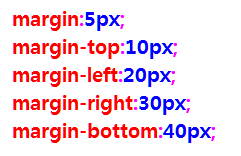 margin:5px;
margin-top:10px;
margin-left:20px;
margin-right:30px;
margin-bottom:40px;